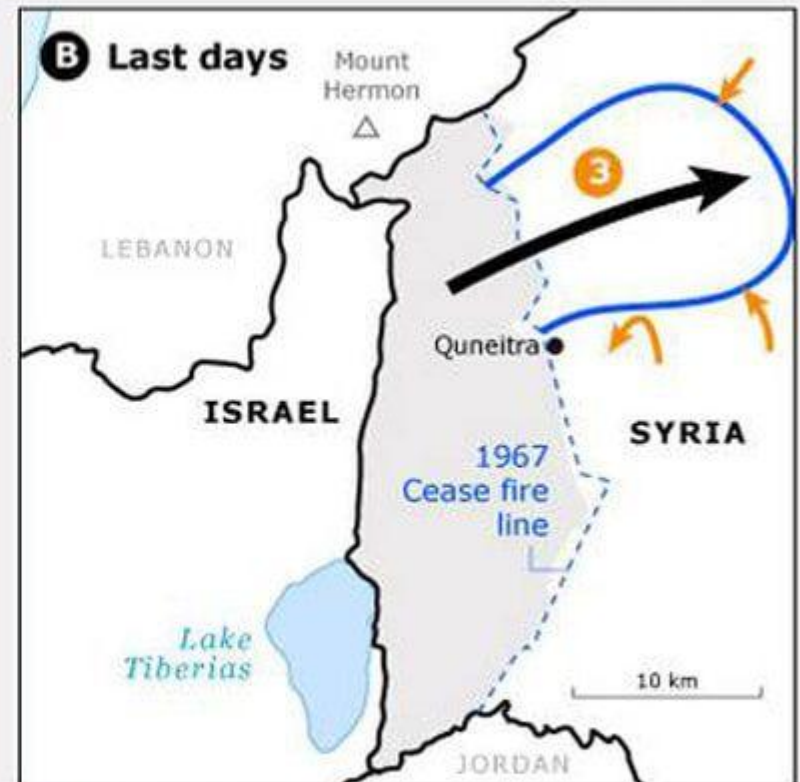 B Last days
Mount
Hermon
3
LEBANON
Quneitra
ISRAEL
SYRIA
1967
Cease fire
line
Lake
Tiberias
10 km
JORDAN